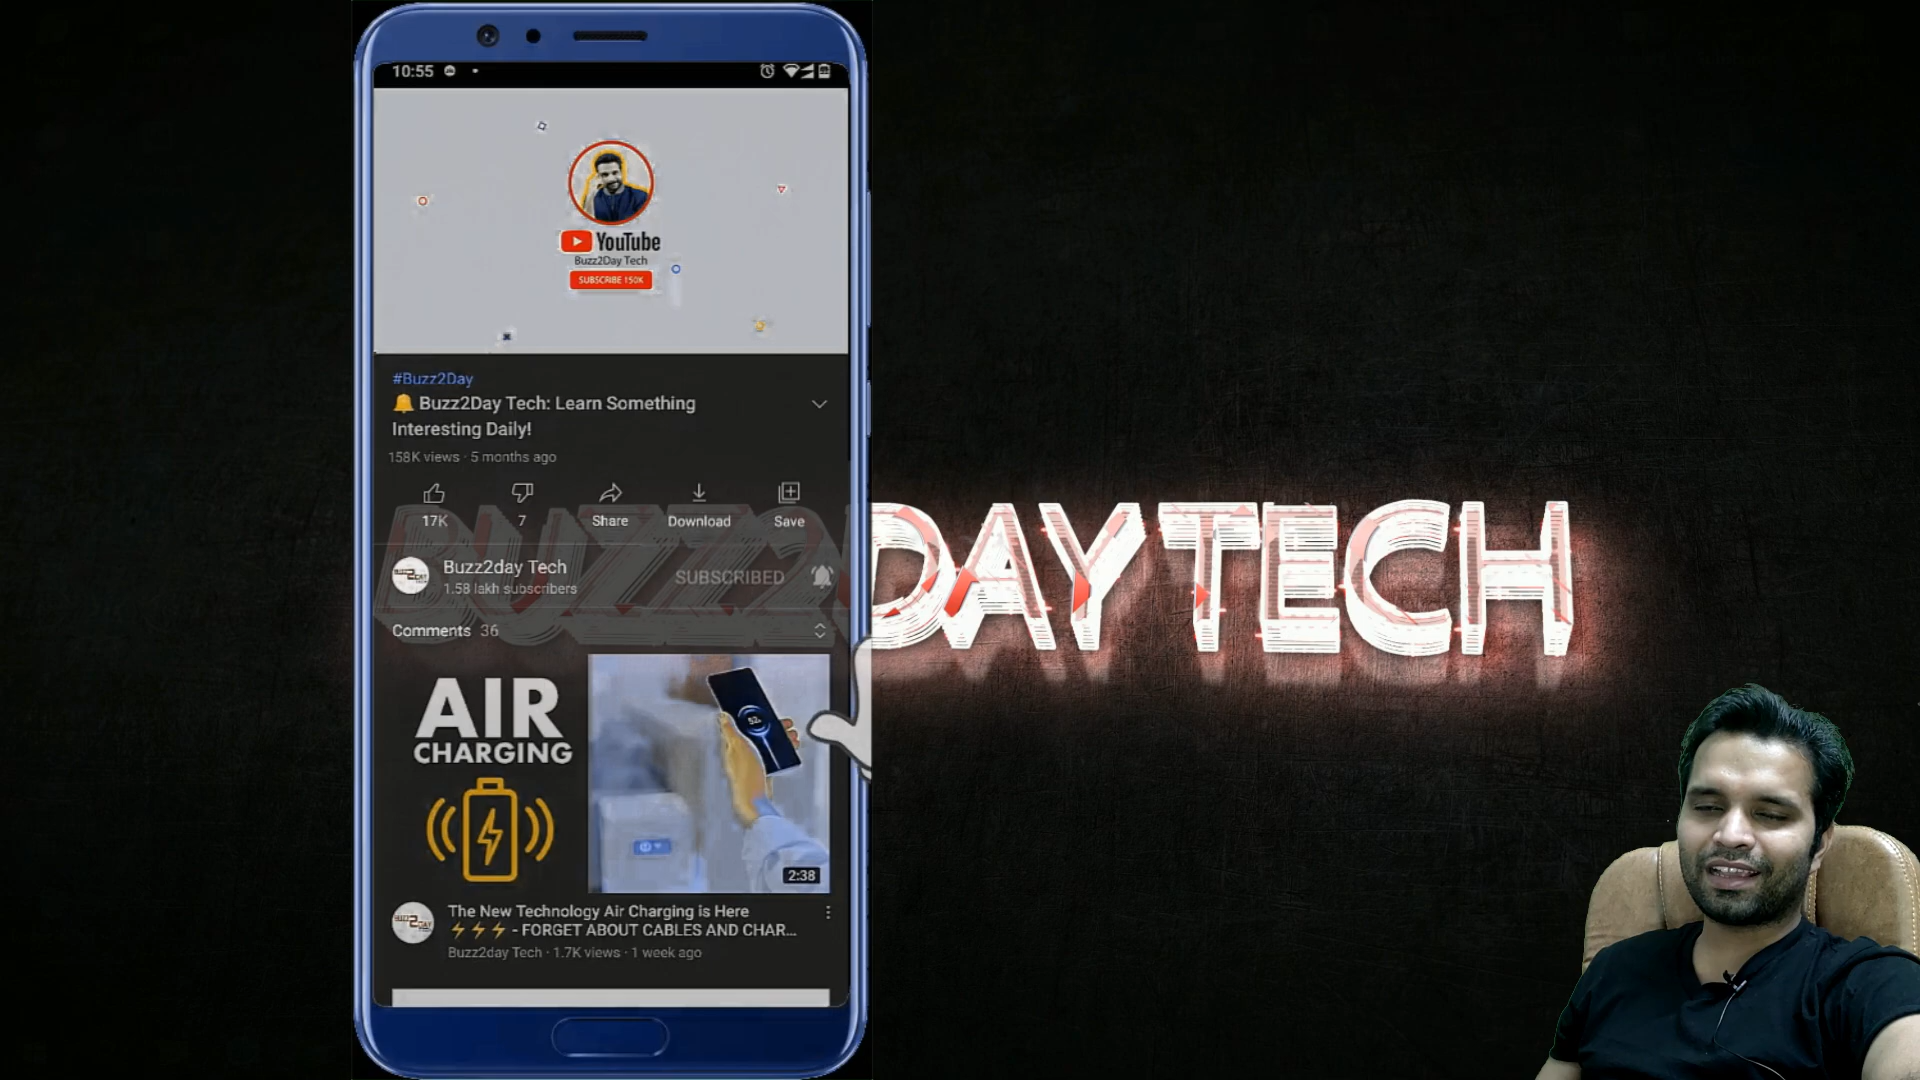 10:55
YouTube
Buzz2Day Tech
SUBSCRIBE 150K
#Buzz2Day
🔔 Buzz2Day Tech: Learn Something
Interesting Daily!
158K views · 5 months ago
17K
7
Share
Download
Save
BUZZ2DAY TECH
Buzz2day Tech
1.58 lakh subscribers
SUBSCRIBED
Comments 36
AIR
CHARGING
2:38
The New Technology Air Charging is Here
⚡⚡⚡ - FORGET ABOUT CABLES AND CHAR...
Buzz2day Tech · 1.7K views · 1 week ago